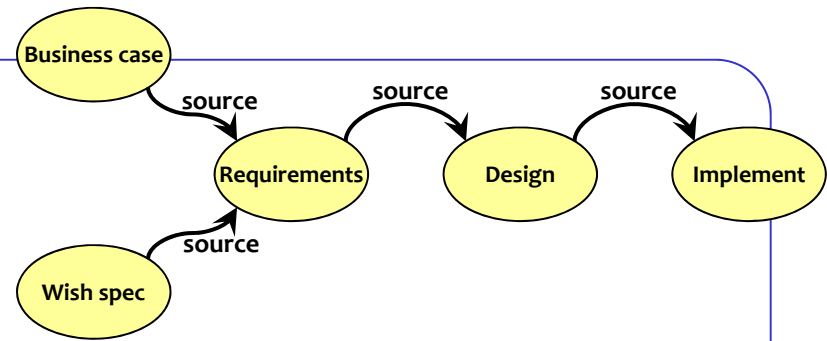 Business case
source
source
source
Requirements
Design
Implement
source
Wish spec